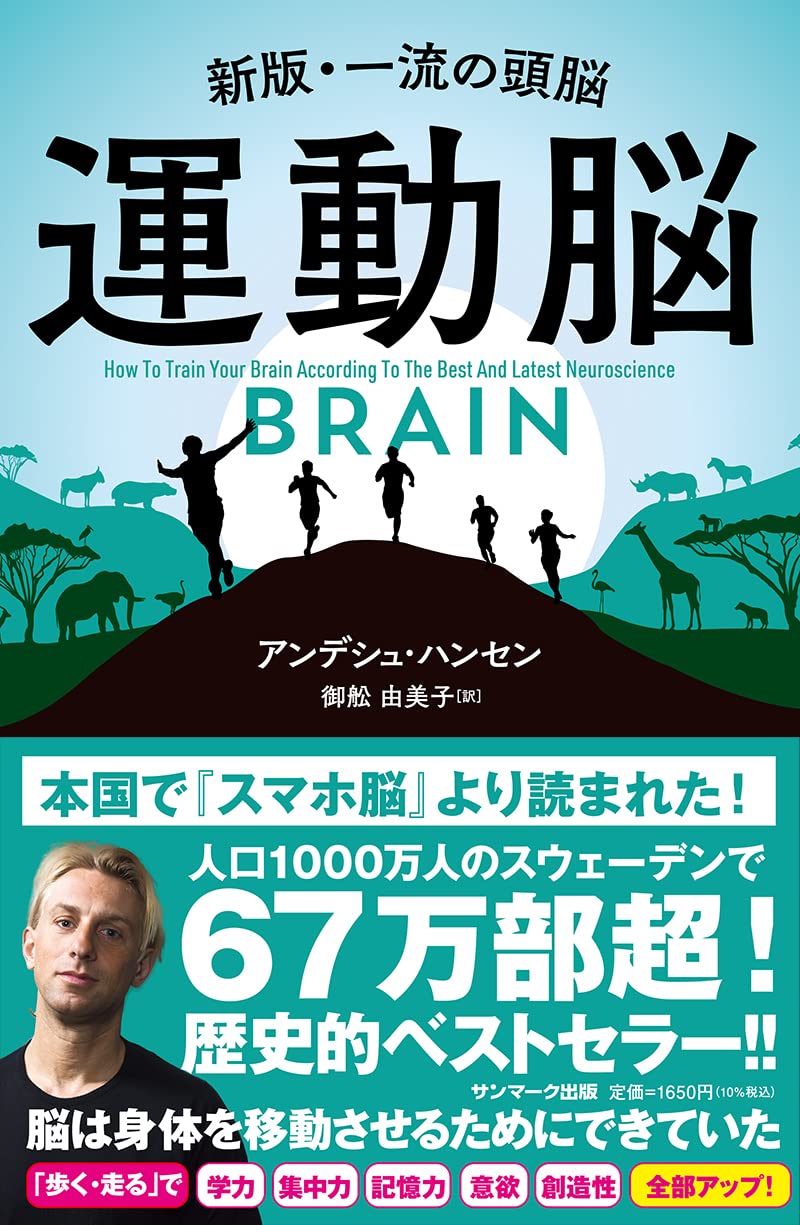 新版・一流の頭脳
運動脳
How To Train Your Brain According To The Best And Latest Neuroscience
BRAIN
アンデシュ・ハンセン
御舩 由美子[訳]
本国で『スマホ脳』より読まれた!
人口1000万人のスウェーデンで
67万部超!
歴史的ベストセラー!!
サンマーク出版 定価=1650円(10%税込)
脳は身体を移動させるためにできていた
「歩く・走る」で 学力 集中力 記憶力 意欲 創造性 全部アップ!